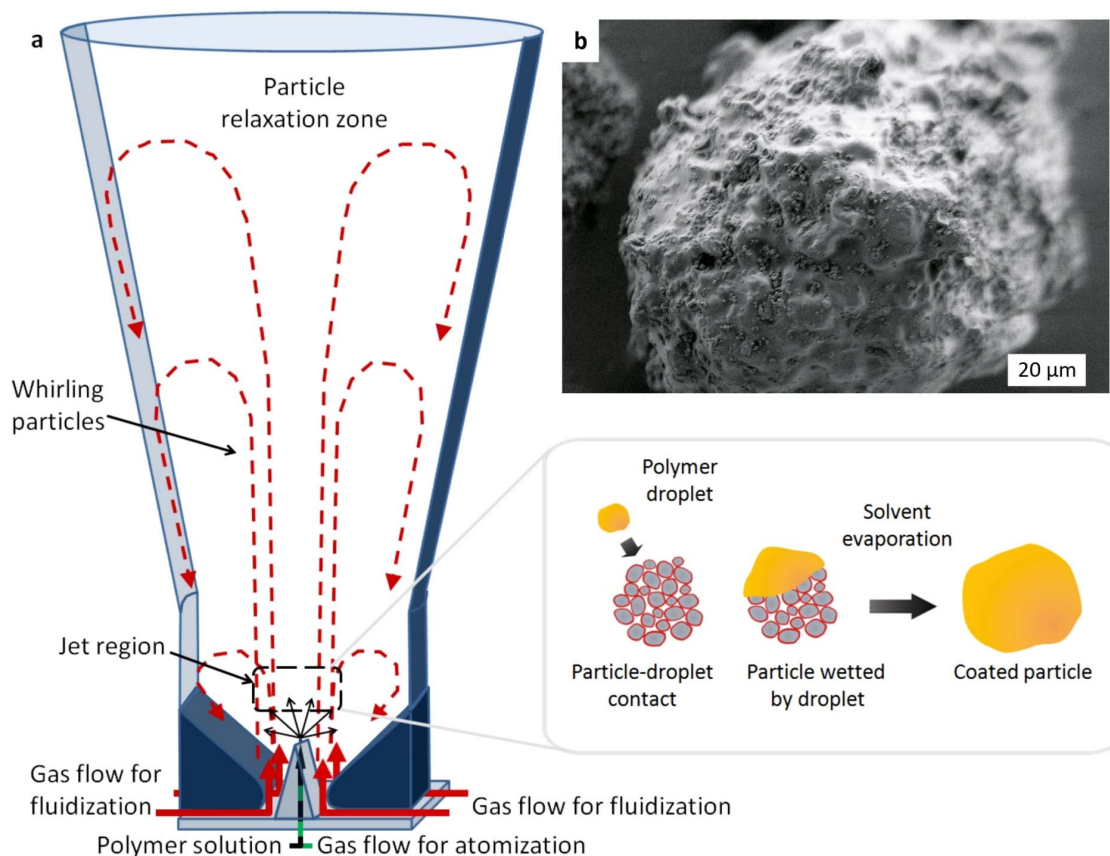 a
Particle
relaxation zone
Whirling
particles
Jet region
Gas flow for
fluidization
Polymer solution
Gas flow for atomization
Gas flow for fluidization
b
20 µm
Polymer
droplet
Solvent
evaporation
Particle-droplet
contact
Particle wetted
by droplet
Coated particle